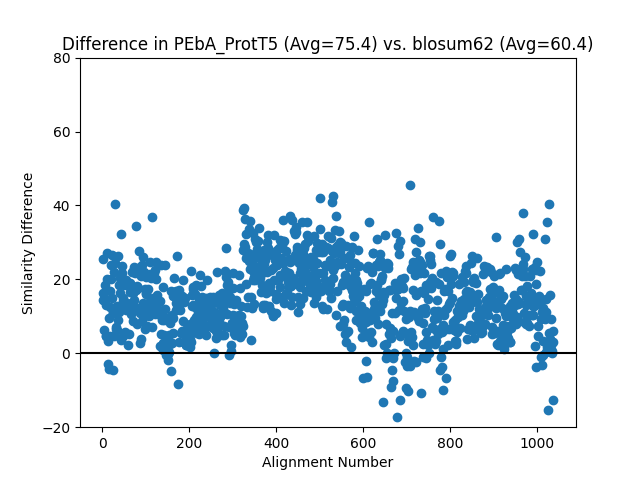 Difference in PEbA_ProtT5 (Avg=75.4) vs. blosum62 (Avg=60.4)
80
60
40
20
0
−20
Similarity Difference
0 200 400 600 800 1000
Alignment Number